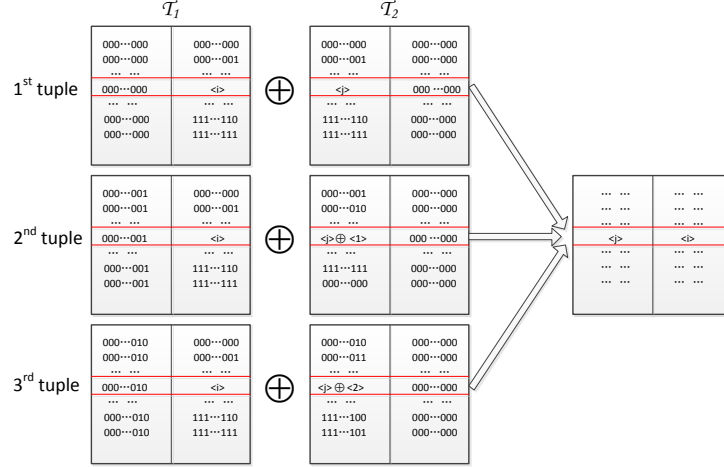 𝒯1 𝒯2
000···000 000···000 000···000 000···000
000···000 000···001 000···001 000···000
··· ··· ··· ··· ··· ··· ··· ···
1st tuple 000···000 <i> ⊕ <j> 000 ···000
··· ··· ··· ··· ··· ··· ··· ···
000···000 111···110 111···110 000···000
000···000 111···111 111···111 000···000
000···001 000···000 000···001 000···000
000···001 000···001 000···010 000···000
··· ··· ··· ··· ··· ··· ··· ···
2nd tuple 000···001 <i> ⊕ <j>⊕ <1> 000 ···000
··· ··· ··· ··· ··· ··· ··· ···
000···001 111···110 111···111 000···000
000···001 111···111 000···000 000···000
··· ··· ··· ···
··· ··· ··· ···
··· ··· ··· ···
<j> <i>
··· ··· ··· ···
··· ··· ··· ···
··· ··· ··· ···
000···010 000···000 000···010 000···000
000···010 000···001 000···011 000···000
··· ··· ··· ··· ··· ··· ··· ···
3rd tuple 000···010 <i> ⊕ <j>⊕<2> 000···000
··· ··· ··· ··· ··· ··· ··· ···
000···010 111···110 111···100 000···000
000···010 111···111 111···101 000···000